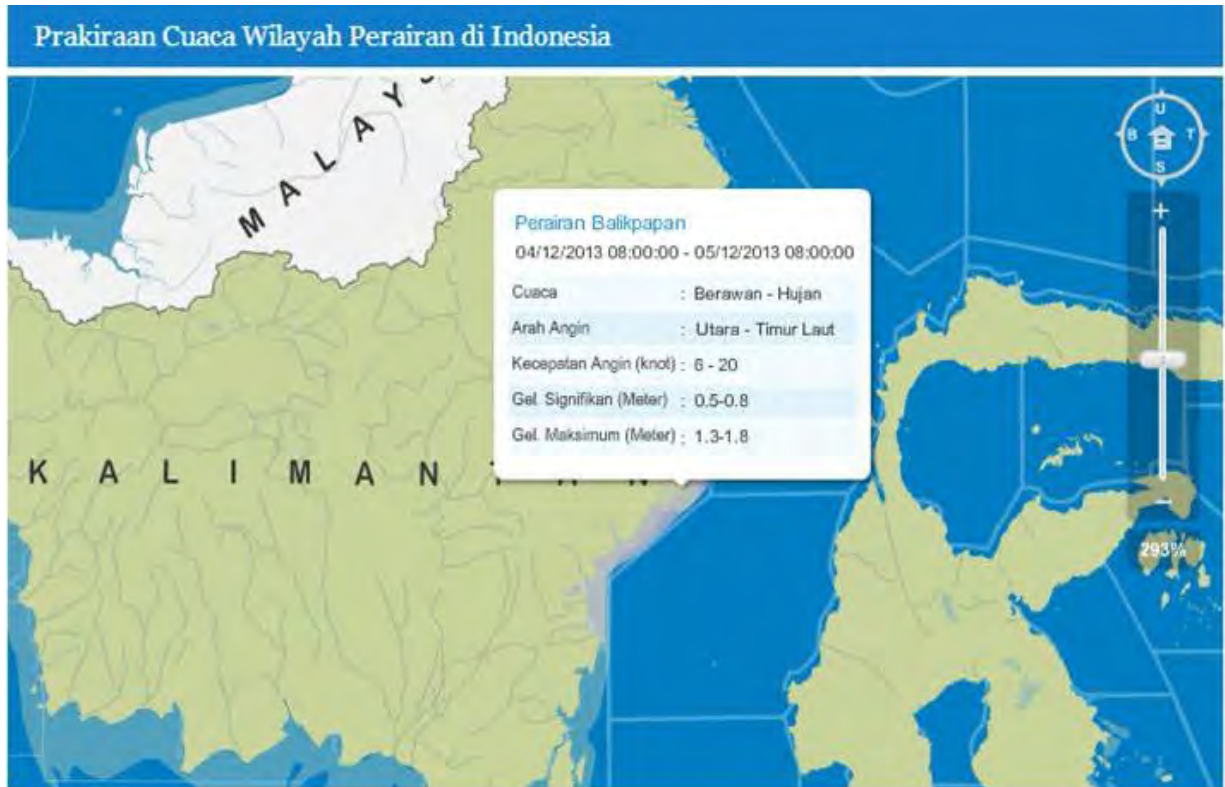 Prakiraan Cuaca Wilayah Perairan di Indonesia
MALAYS
U
B T
S
Perairan Balikpapan
04/12/2013 08:00:00 - 05/12/2013 08:00:00
Cuaca : Berawan - Hujan
Arah Angin : Utara - Timur Laut
Kecepatan Angin (knot) : 6 - 20
Gel. Signifikan (Meter) : 0.5-0.8
Gel. Maksimum (Meter) : 1.3-1.8
KALIMANTAN
+
−
293%